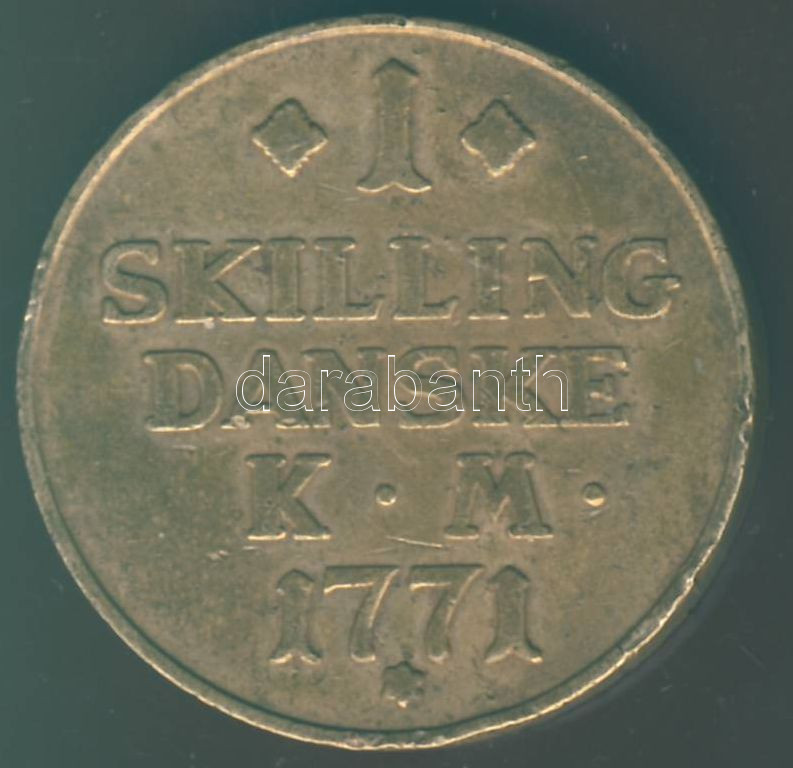 1
SKILLING
DANSKE
darabanth
K · M ·
1771